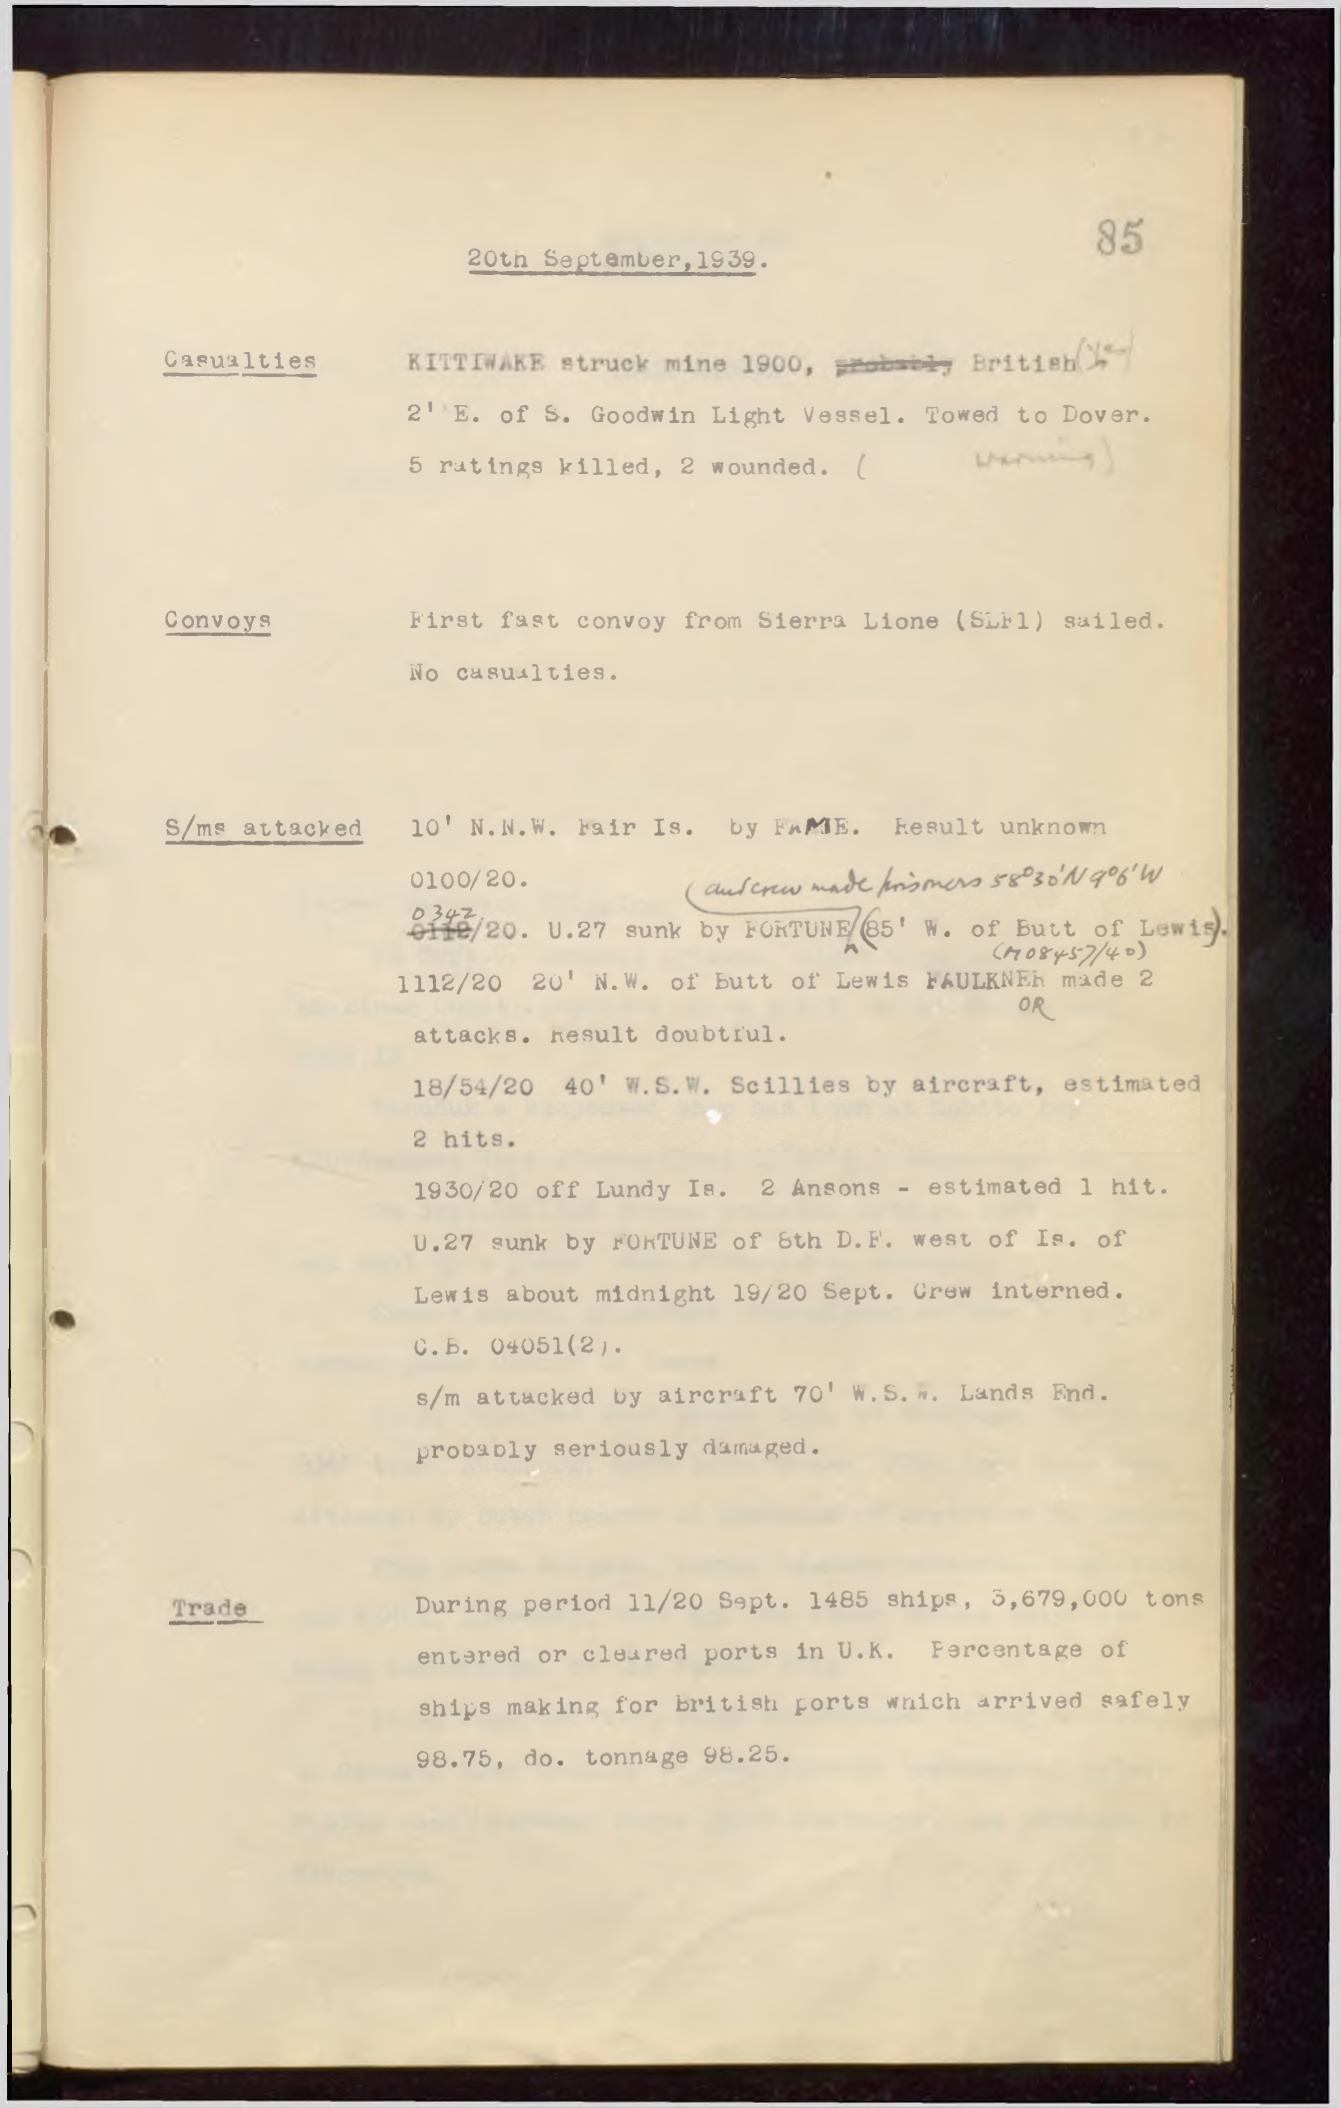 85
20th September, 1939.
Casualties KITTIWAKE struck mine 1900, probably British (Yes)
2' E. of S. Goodwin Light Vessel. Towed to Dover.
5 ratings killed, 2 wounded. ( warning)
Convoys First fast convoy from Sierra Lione (SLF1) sailed.
No casualties.
S/ms attacked 10' N.N.W. Fair Is. by FAME. Result unknown
0100/20.
(and crew made prisoners 58°30'N 9°6'W
0342
0112/20. U.27 sunk by FORTUNE (85' W. of Butt of Lewis).
(M08457/40)
1112/20 20' N.W. of Butt of Lewis FAULKNER made 2
OR
attacks. Result doubtful.
18/54/20 40' W.S.W. Scillies by aircraft, estimated
2 hits.
1930/20 off Lundy Is. 2 Ansons - estimated 1 hit.
U.27 sunk by FORTUNE of 8th D.F. west of Is. of
Lewis about midnight 19/20 Sept. Crew interned.
C.B. 04051(2).
s/m attacked by aircraft 70' W.S.W. Lands End.
probably seriously damaged.
Trade During period 11/20 Sept. 1485 ships, 3,679,000 tons
entered or cleared ports in U.K. Percentage of
ships making for British ports which arrived safely
98.75, do. tonnage 98.25.